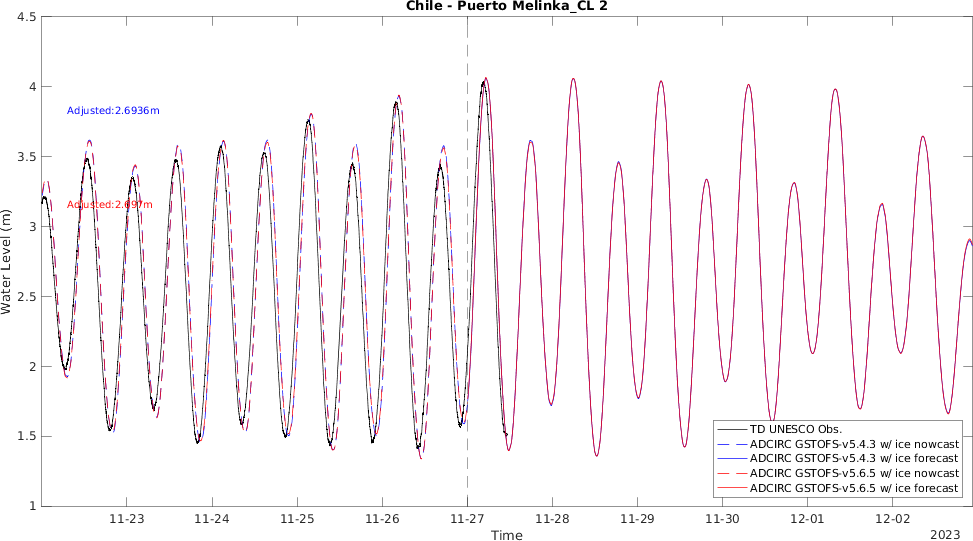 Chile - Puerto Melinka_CL 2
4.5
4
3.5
3
2.5
2
1.5
1
Water Level (m)
Adjusted:2.6936m
Adjusted:2.697m
TD UNESCO Obs.
ADCIRC GSTOFS-v5.4.3 w/ ice nowcast
ADCIRC GSTOFS-v5.4.3 w/ ice forecast
ADCIRC GSTOFS-v5.6.5 w/ ice nowcast
ADCIRC GSTOFS-v5.6.5 w/ ice forecast
11-23 11-24 11-25 11-26 11-27 11-28 11-29 11-30 12-01 12-02
Time
2023